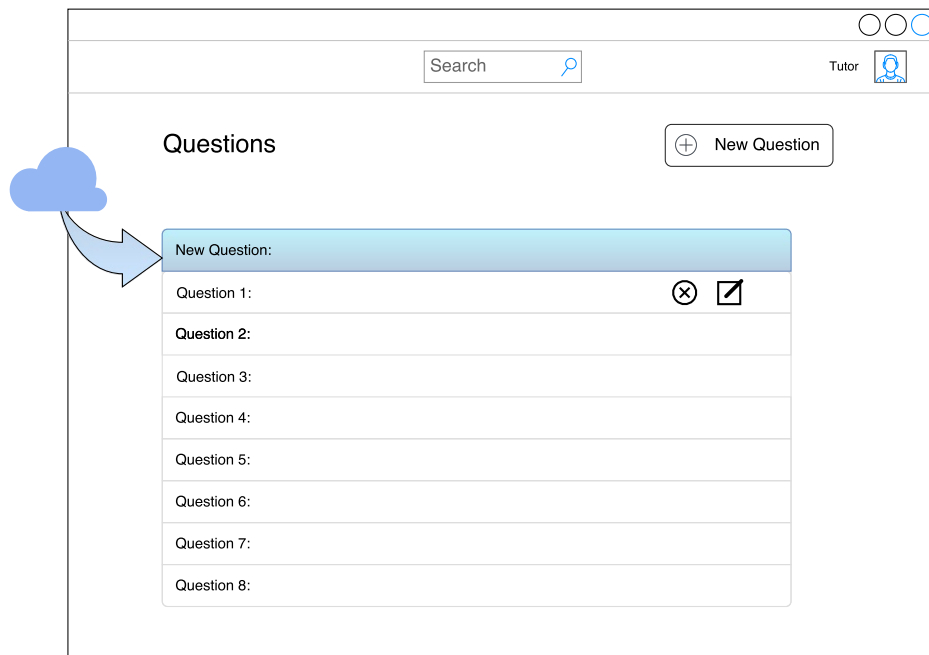 Search
Tutor
Questions
New Question
New Question:
Question 1:
Question 2:
Question 3:
Question 4:
Question 5:
Question 6:
Question 7:
Question 8: